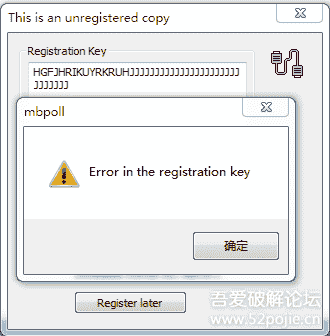 This is an unregistered copy
Registration Key
HGFJHRIKUYRKRUHJJJJJJJJJJJJJJJJJJJJJJJ
JJJJJJJ
mbpoll
Error in the registration key
确定
Register later
吾爱破解论坛
www.52pojie.cn